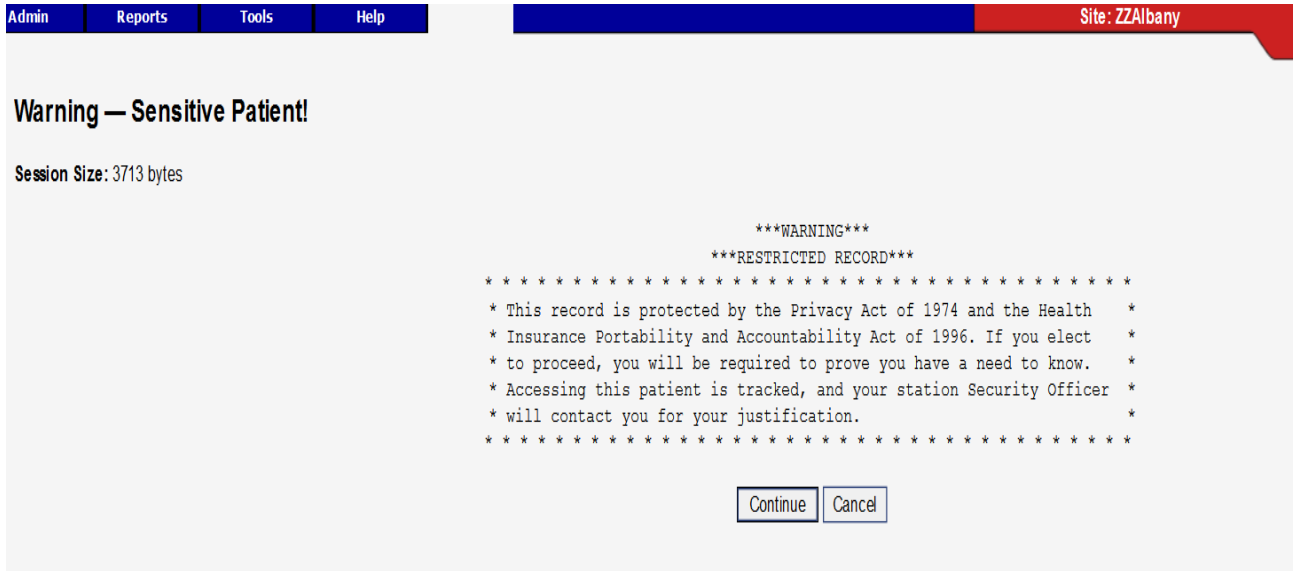 Admin Reports Tools Help Site: ZZAlbany
Warning — Sensitive Patient!
Session Size: 3713 bytes
***WARNING***
***RESTRICTED RECORD***
* * * * * * * * * * * * * * * * * * * * * * * * * * * * * * * * * * * * *
* This record is protected by the Privacy Act of 1974 and the Health *
* Insurance Portability and Accountability Act of 1996. If you elect *
* to proceed, you will be required to prove you have a need to know. *
* Accessing this patient is tracked, and your station Security Officer *
* will contact you for your justification. *
* * * * * * * * * * * * * * * * * * * * * * * * * * * * * * * * * * * * *
Continue Cancel